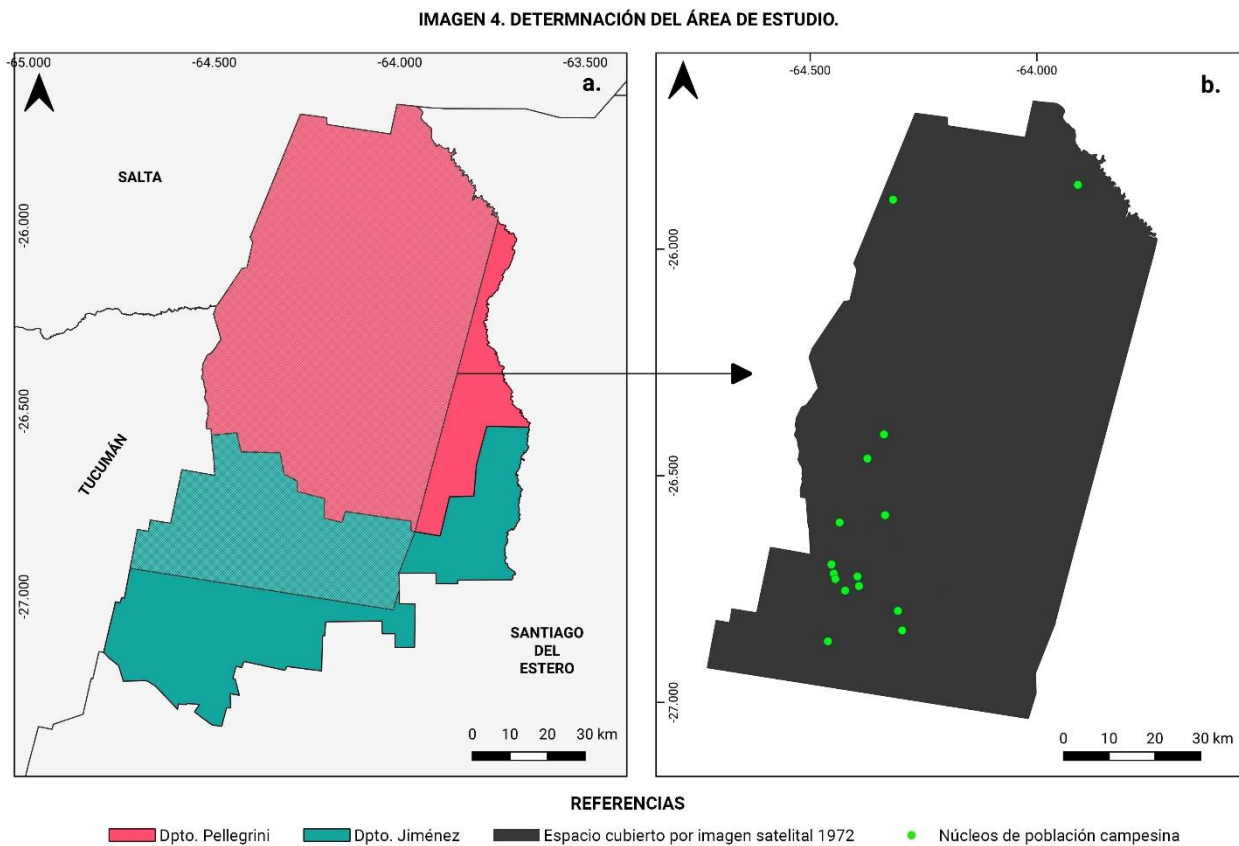 IMAGEN 4. DETERMNACIÓN DEL ÁREA DE ESTUDIO.
-65.000
-64.500
-64.000
-63.500
a.
SALTA
-26.000
-26.500
TUCUMÁN
-27.000
SANTIAGO
DEL
ESTERO
0 10 20 30 km
-64.500
-64.000
b.
-26.000
-26.500
-27.000
0 10 20 30 km
REFERENCIAS
Dpto. Pellegrini
Dpto. Jiménez
Espacio cubierto por imagen satelital 1972
Núcleos de población campesina